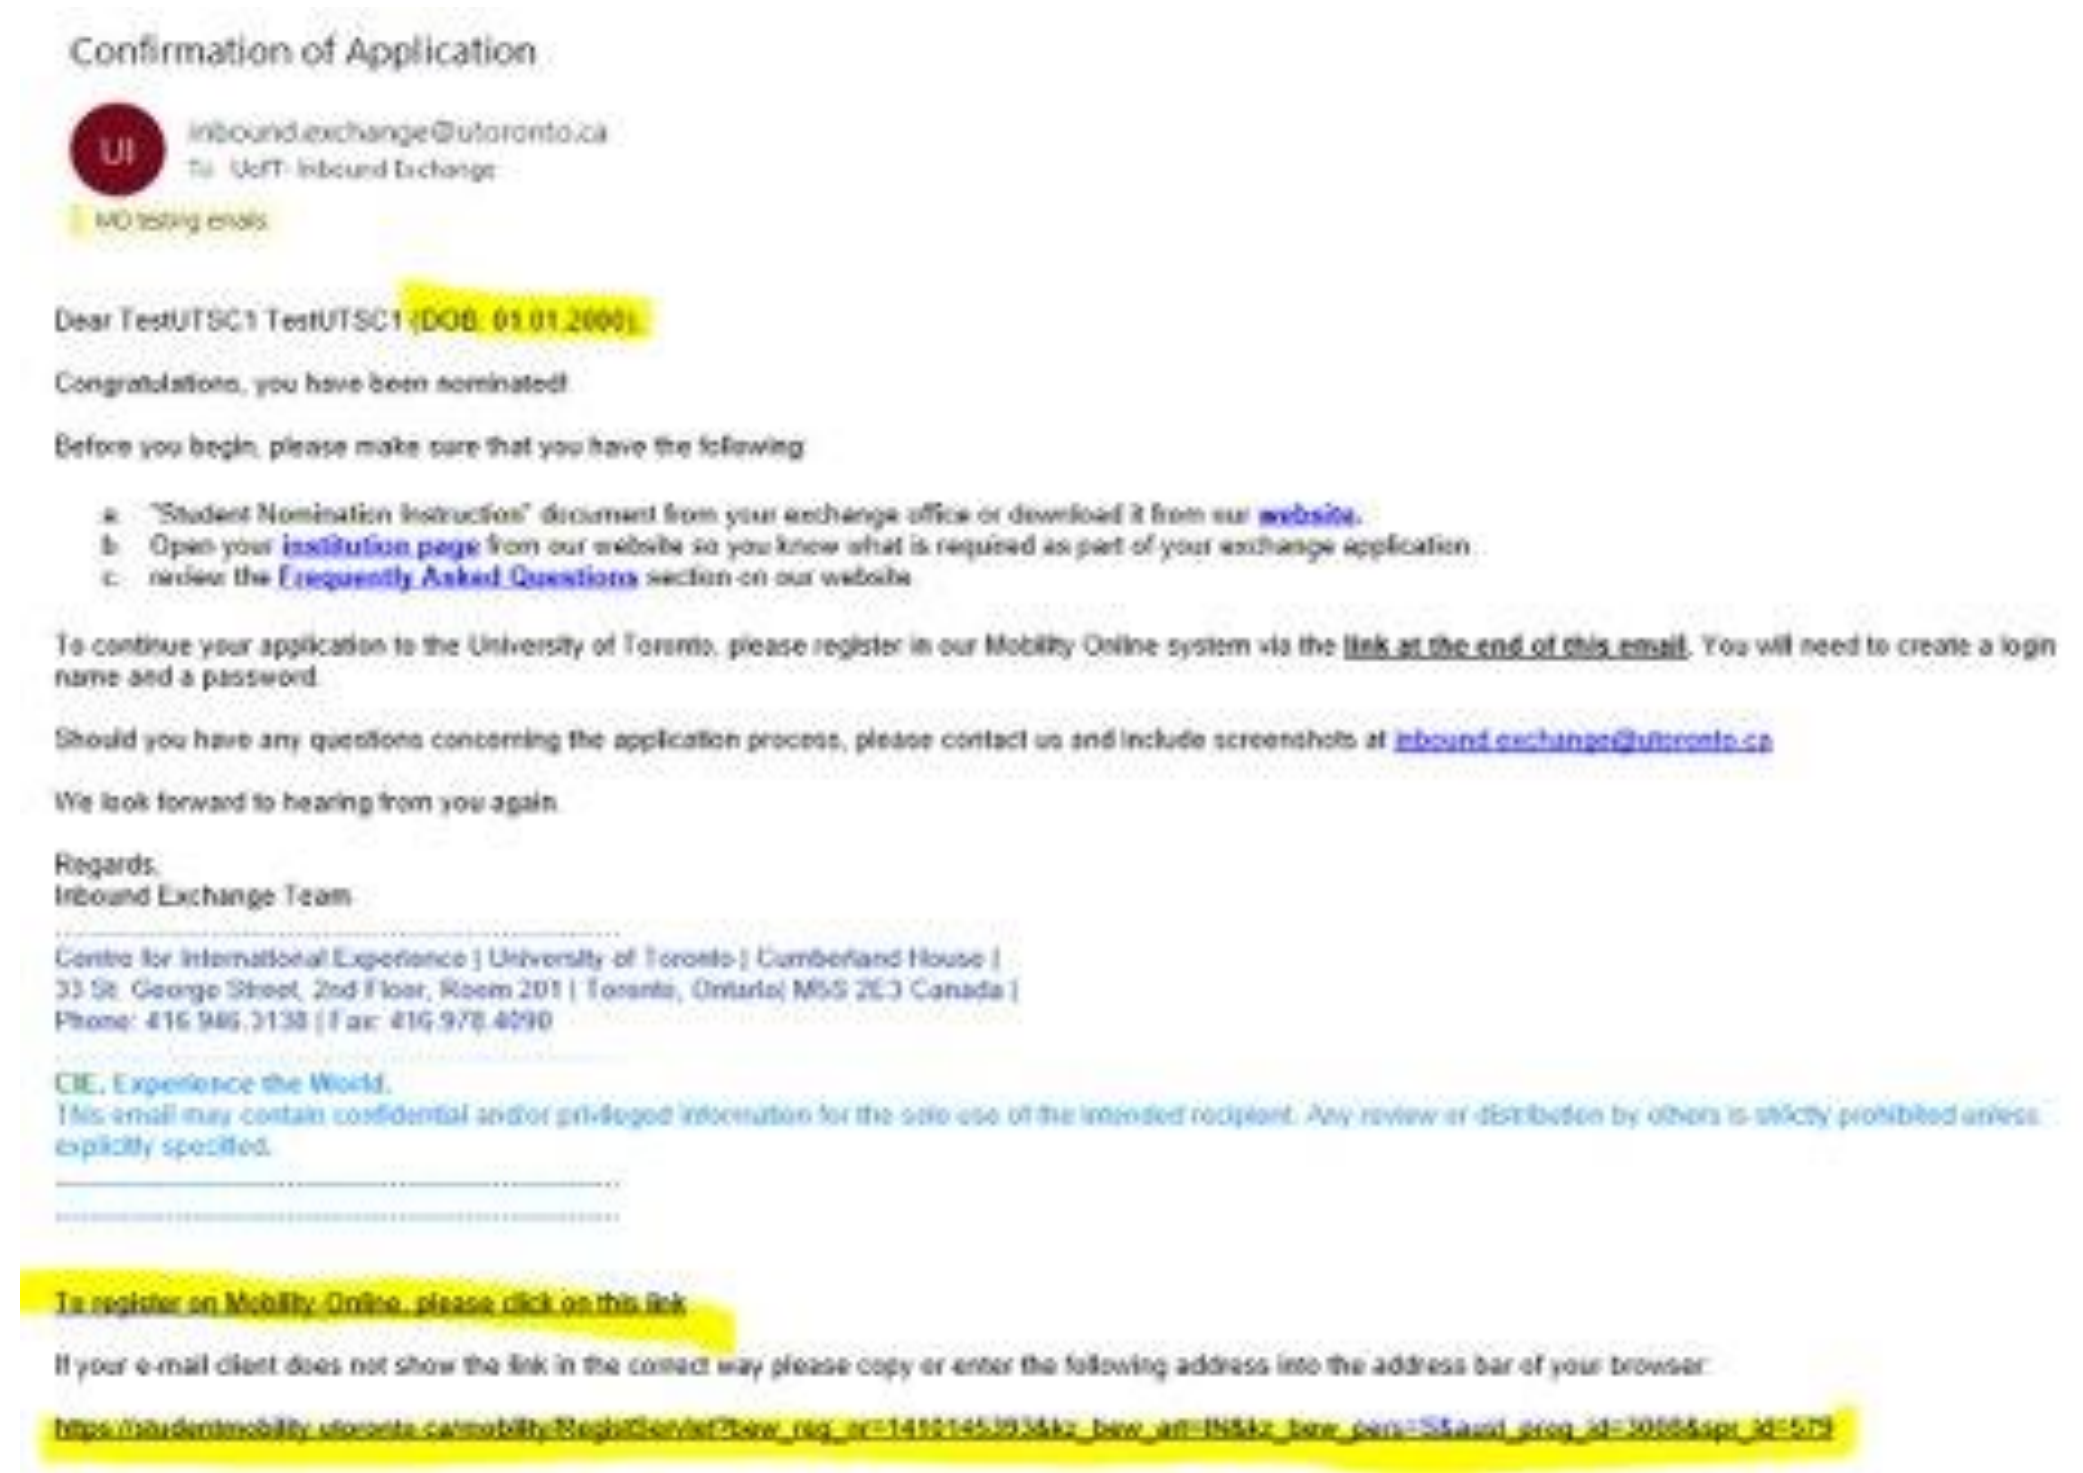 Confirmation of Application
UI
inbound.exchange@utoronto.ca
To UofT- Inbound Exchange
MO testing emails
Dear TestUTSC1 TestUTSC1 (DOB: 01.01.2000),
Congratulations, you have been nominated!
Before you begin, please make sure that you have the following:
a. "Student Nomination Instruction" document from your exchange office or download it from our website.
b. Open your institution page from our website so you know what is required as part of your exchange application.
c. review the Frequently Asked Questions section on our website
To continue your application to the University of Toronto, please register in our Mobility Online system via the link at the end of this email. You will need to create a login
name and a password.
Should you have any questions concerning the application process, please contact us and include screenshots at inbound.exchange@utoronto.ca
We look forward to hearing from you again.
Regards,
Inbound Exchange Team
Centre for International Experience | University of Toronto | Cumberland House |
33 St. George Street, 2nd Floor, Room 201 | Toronto, Ontario| M5S 2E3 Canada |
Phone: 416.946.3138 | Fax: 416.978.4090
CIE. Experience the World.
This email may contain confidential and/or privileged information for the sole use of the intended recipient. Any review or distribution by others is strictly prohibited unless
explicitly specified.
To register on Mobility-Online, please click on this link
If your e-mail client does not show the link in the correct way please copy or enter the following address into the address bar of your browser: